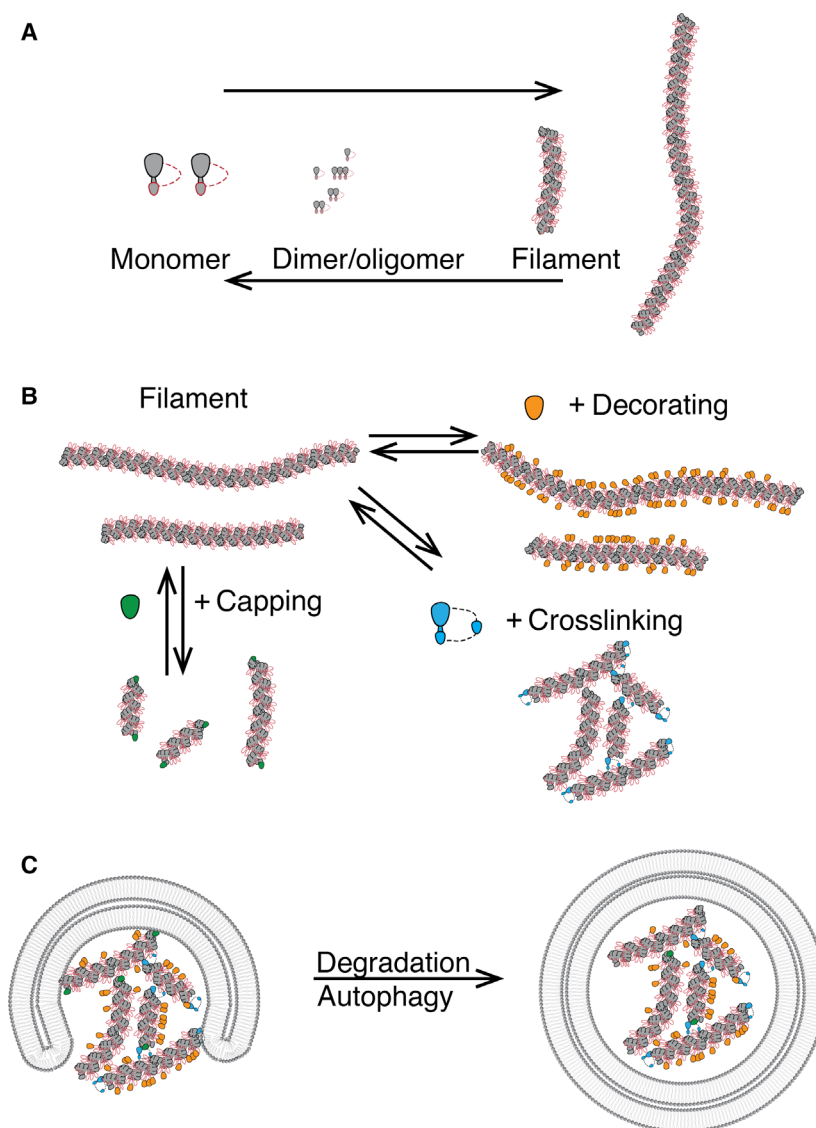 A
Monomer
Dimer/oligomer
Filament
B
Filament
+ Decorating
+ Capping
+ Crosslinking
C
Degradation
Autophagy